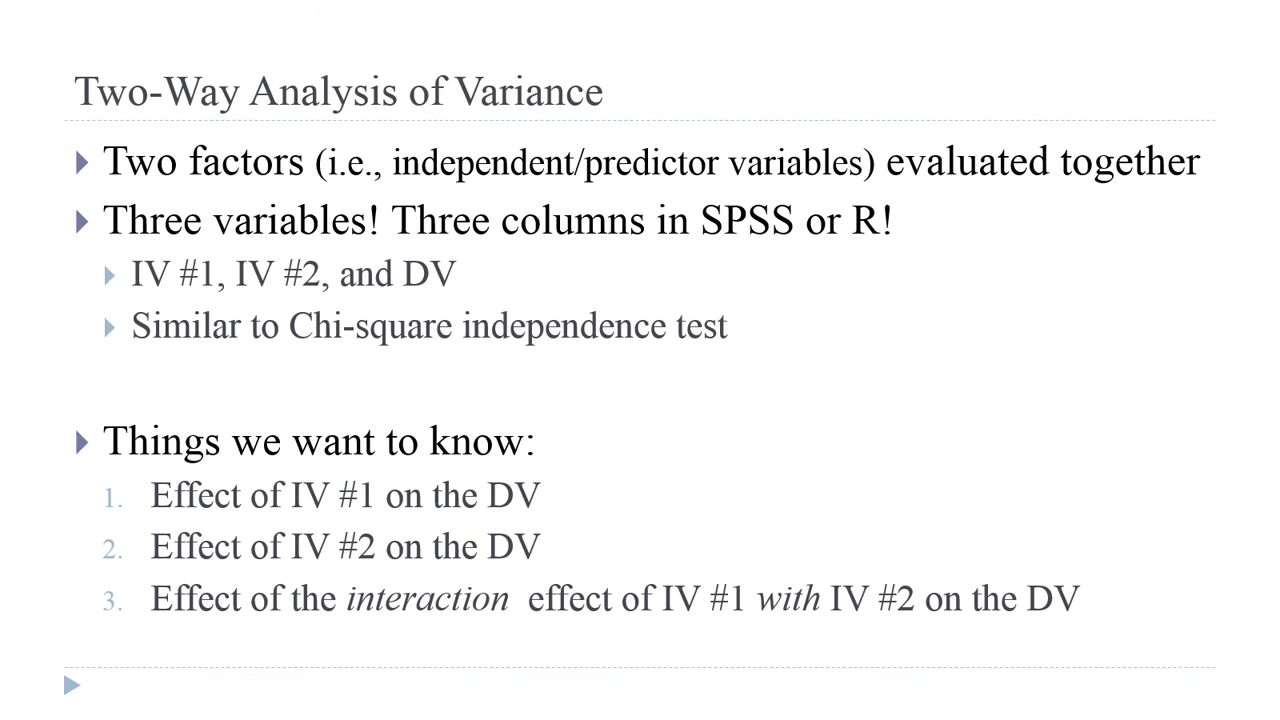 Two-Way Analysis of Variance
Two factors (i.e., independent/predictor variables) evaluated together
Three variables! Three columns in SPSS or R!
IV #1, IV #2, and DV
Similar to Chi-square independence test
Things we want to know:
1. Effect of IV #1 on the DV
2. Effect of IV #2 on the DV
3. Effect of the interaction effect of IV #1 with IV #2 on the DV